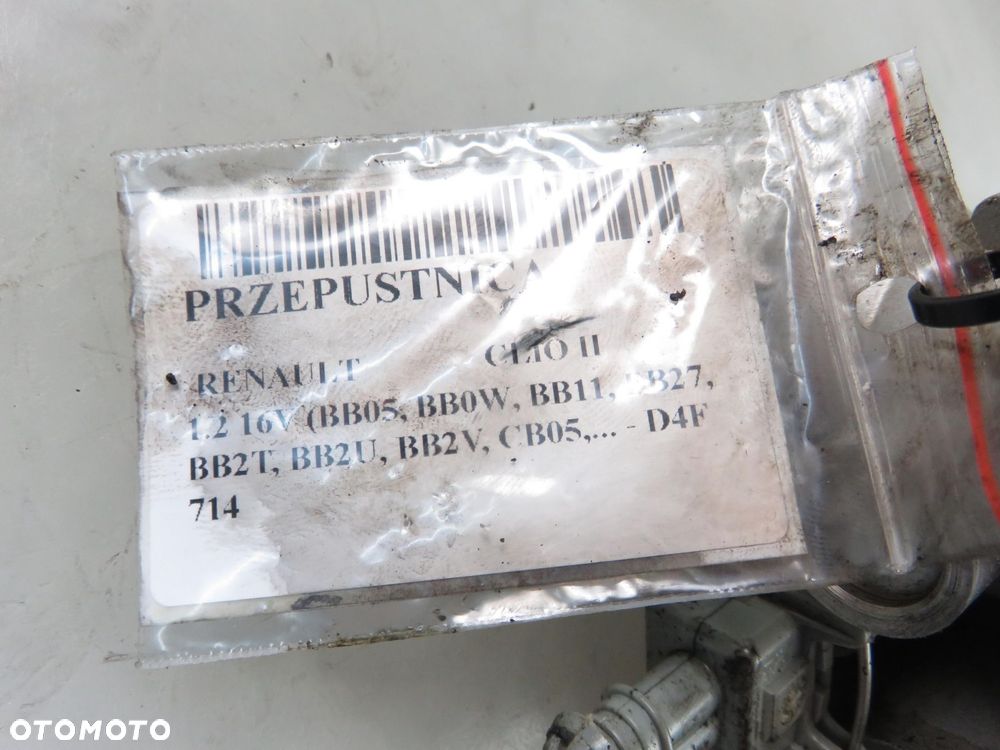 PRZEPUSTNICA
RENAULT CLIO II
1.2 16V (BB05, BB0W, BB11, BB27,
BB2T, BB2U, BB2V, CB05,... - D4F
714
OTOMOTO